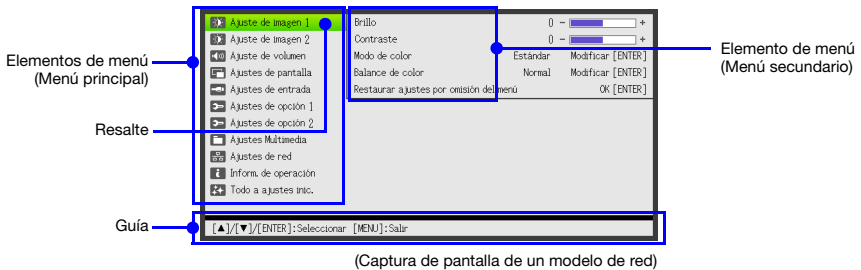 Ajuste de imagen 1
Ajuste de imagen 2
Ajuste de volumen
Ajustes de pantalla
Ajustes de entrada
Ajustes de opción 1
Ajustes de opción 2
Ajustes Multimedia
Ajustes de red
Inform. de operación
Todo a ajustes inic.
Brillo 0 - +
Contraste 0 - +
Modo de color Estándar Modificar [ENTER]
Balance de color Normal Modificar [ENTER]
Restaurar ajustes por omisión del menú OK [ENTER]
[▲]/[▼]/[ENTER]:Seleccionar [MENU]:Salir
Elementos de menú
(Menú principal)
Resalte
Guía
Elemento de menú
(Menú secundario)
(Captura de pantalla de un modelo de red)